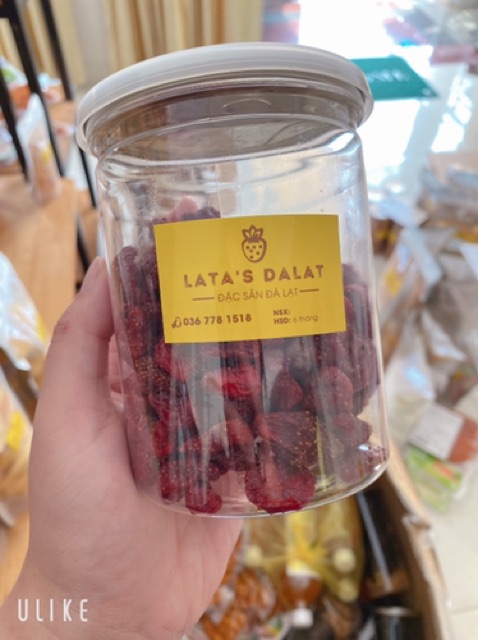 LATA'S DALAT
ĐẶC SẢN ĐÀ LẠT
036 778 1518
NSX:
HSD: 6 tháng
ULIKE